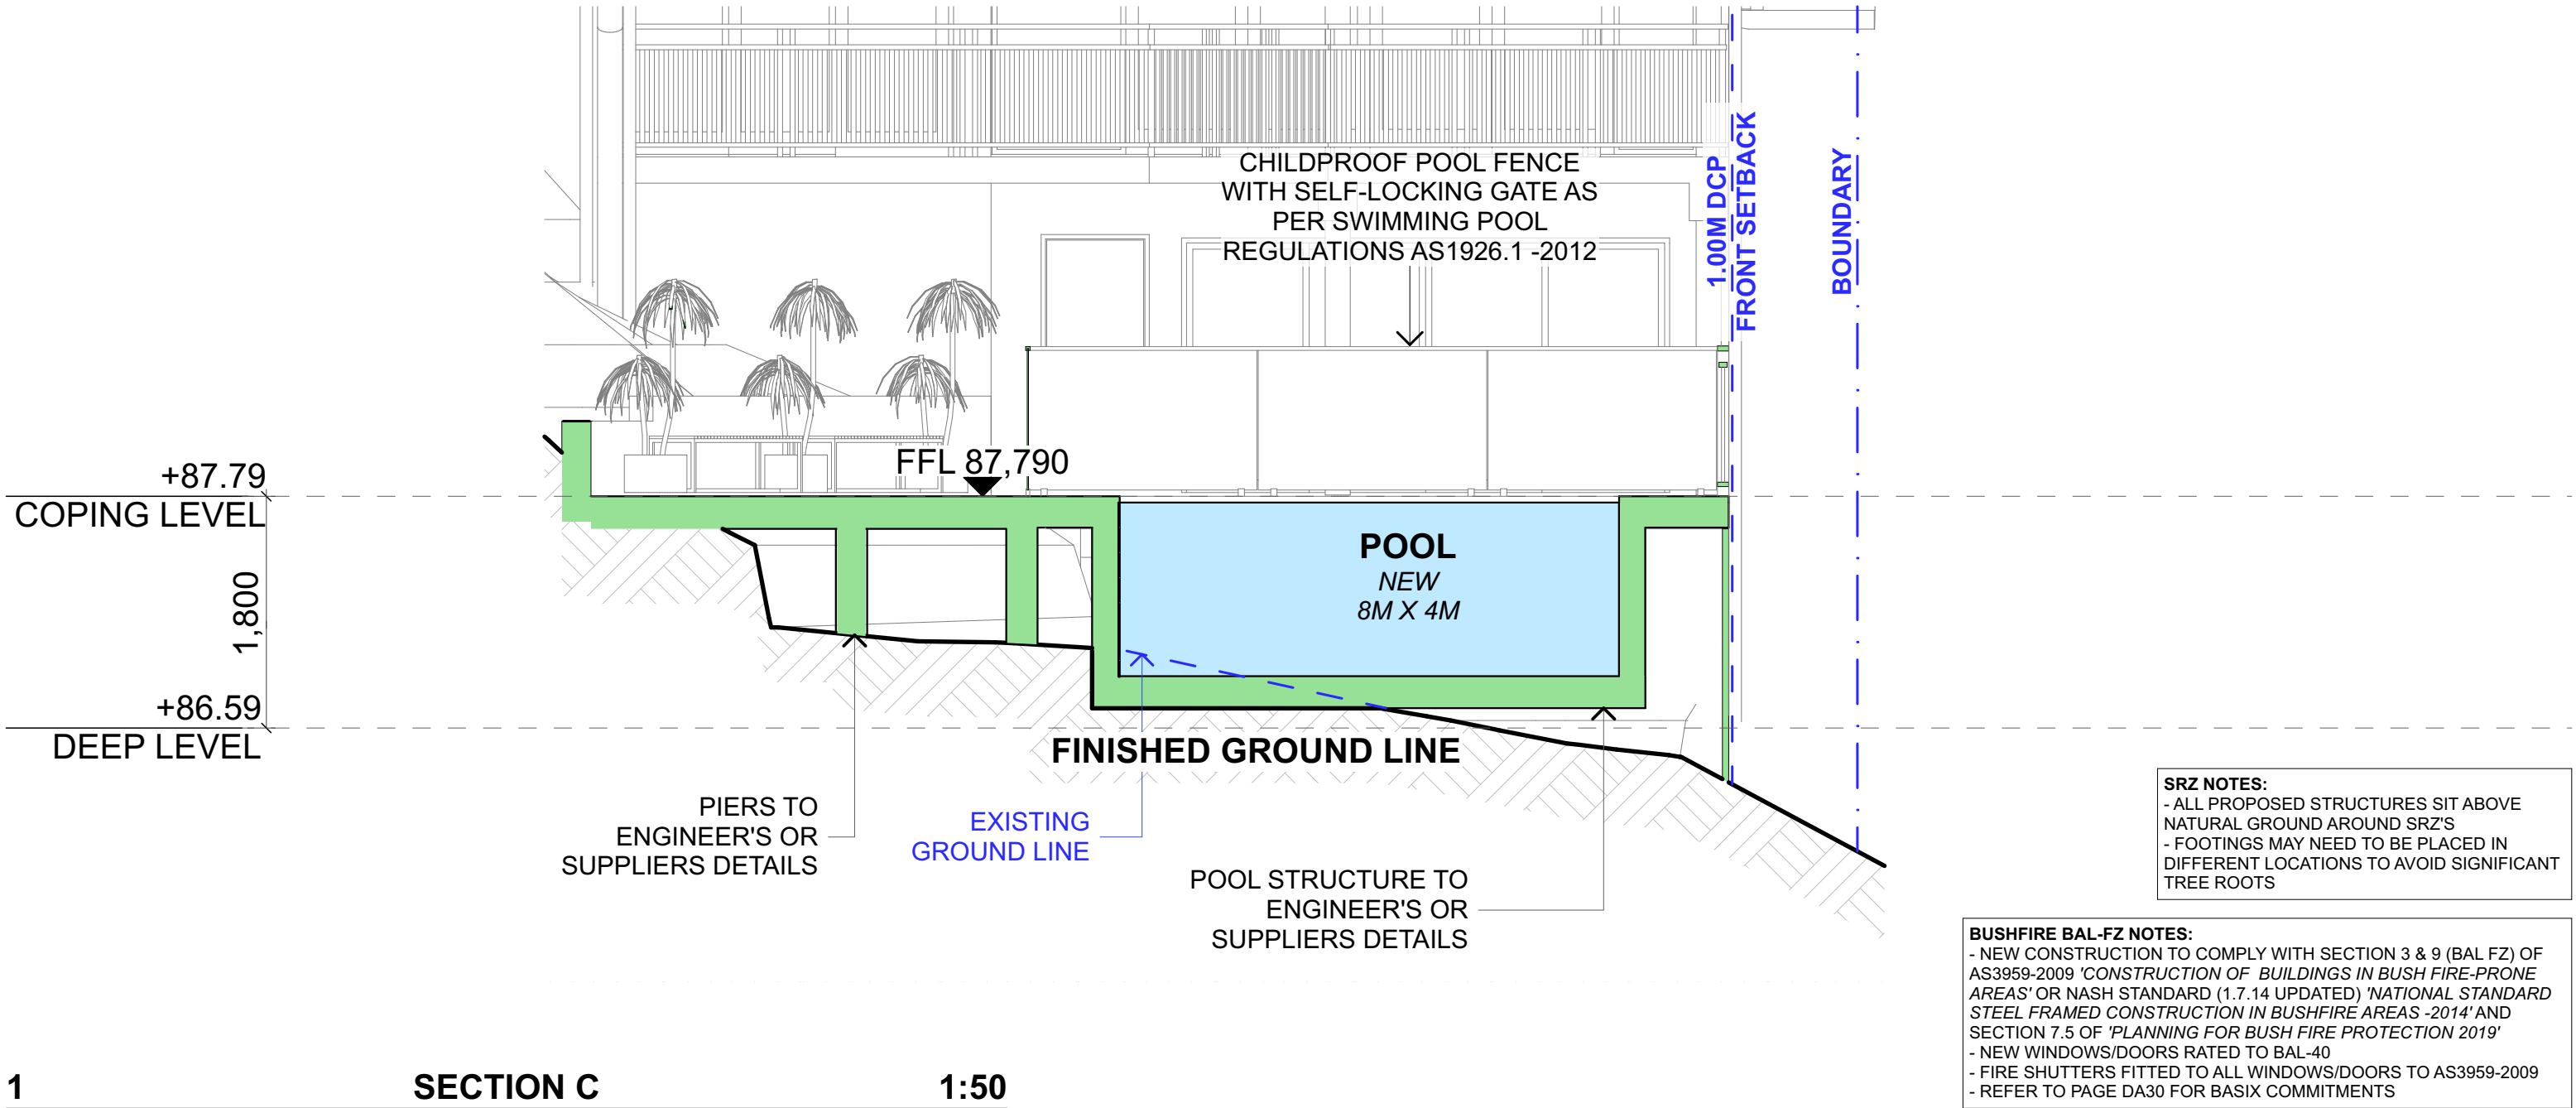 CHILDPROOF POOL FENCE
WITH SELF-LOCKING GATE AS
PER SWIMMING POOL
REGULATIONS AS1926.1 -2012
1.00M DCP
FRONT SETBACK
BOUNDARY
+87.79
COPING LEVEL
FFL 87,790
1,800
+86.59
DEEP LEVEL
POOL
NEW
8M X 4M
FINISHED GROUND LINE
PIERS TO
ENGINEER'S OR
SUPPLIERS DETAILS
EXISTING
GROUND LINE
POOL STRUCTURE TO
ENGINEER'S OR
SUPPLIERS DETAILS
SRZ NOTES:
- ALL PROPOSED STRUCTURES SIT ABOVE
NATURAL GROUND AROUND SRZ'S
- FOOTINGS MAY NEED TO BE PLACED IN
DIFFERENT LOCATIONS TO AVOID SIGNIFICANT
TREE ROOTS
BUSHFIRE BAL-FZ NOTES:
- NEW CONSTRUCTION TO COMPLY WITH SECTION 3 & 9 (BAL FZ) OF
AS3959-2009 'CONSTRUCTION OF BUILDINGS IN BUSH FIRE-PRONE
AREAS' OR NASH STANDARD (1.7.14 UPDATED) 'NATIONAL STANDARD
STEEL FRAMED CONSTRUCTION IN BUSHFIRE AREAS -2014' AND
SECTION 7.5 OF 'PLANNING FOR BUSH FIRE PROTECTION 2019'
- NEW WINDOWS/DOORS RATED TO BAL-40
- FIRE SHUTTERS FITTED TO ALL WINDOWS/DOORS TO AS3959-2009
- REFER TO PAGE DA30 FOR BASIX COMMITMENTS
1 SECTION C 1:50